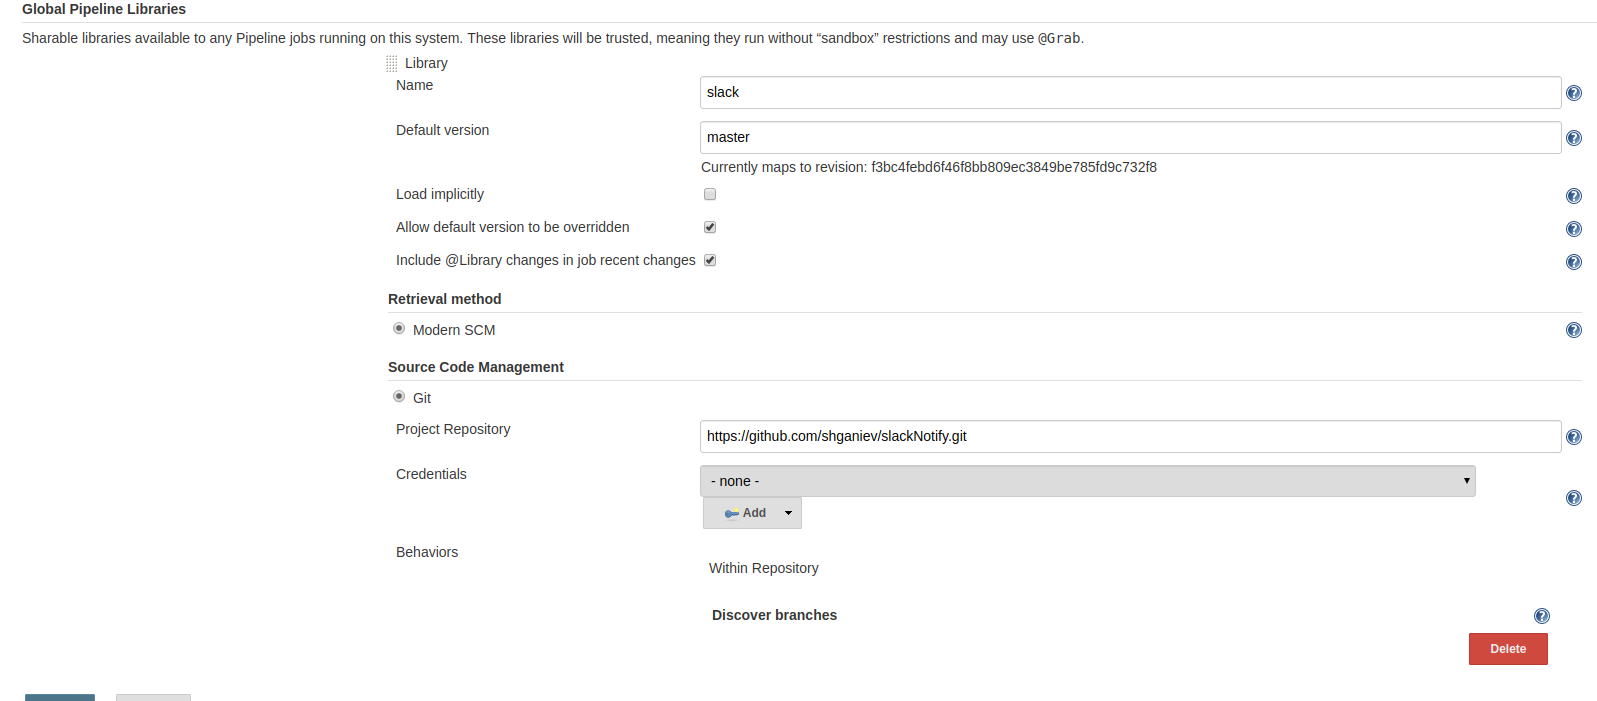 Global Pipeline Libraries
Sharable libraries available to any Pipeline jobs running on this system. These libraries will be trusted, meaning they run without “sandbox” restrictions and may use @Grab.
Library
Name
slack
Default version
master
Currently maps to revision: f3bc4febd6f46f8bb809ec3849be785fd9c732f8
Load implicitly
Allow default version to be overridden
Include @Library changes in job recent changes
Retrieval method
Modern SCM
Source Code Management
Git
Project Repository
https://github.com/shganiev/slackNotify.git
Credentials
- none -
Add
Behaviors
Within Repository
Discover branches
Delete